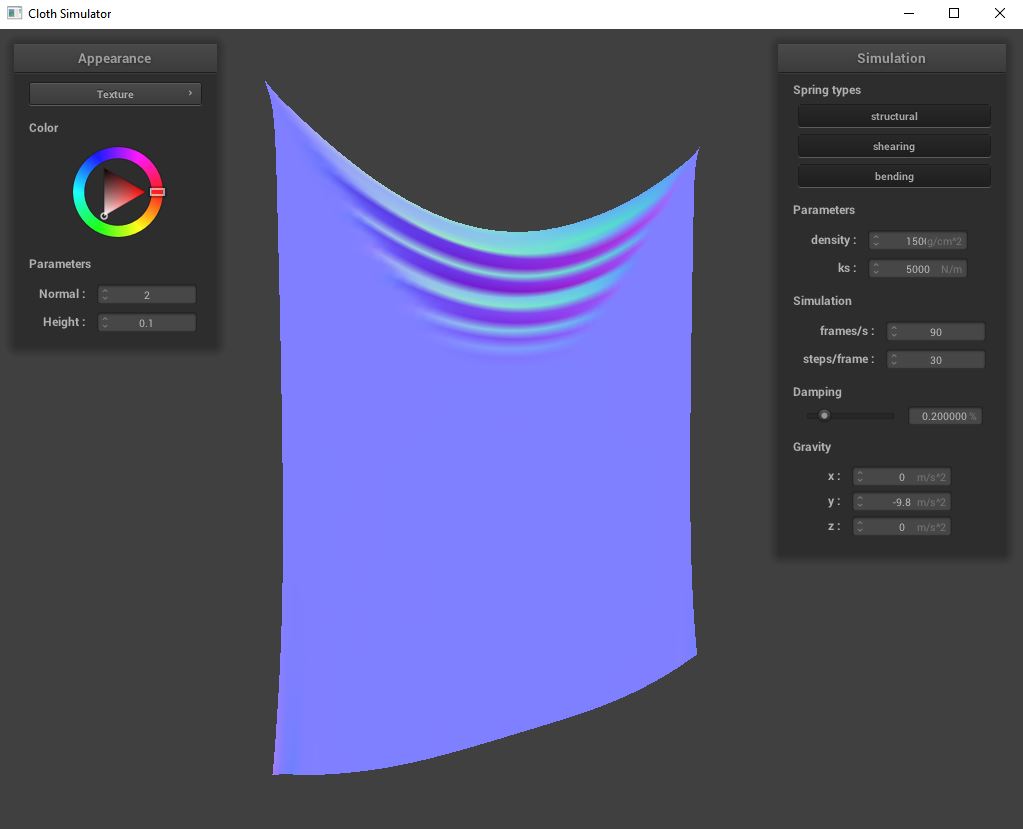 Cloth Simulator
Appearance
Texture
Color
Parameters
Normal : 2
Height : 0.1
Simulation
Spring types
structural
shearing
bending
Parameters
density : 150 g/cm^2
ks : 5000 N/m
Simulation
frames/s : 90
steps/frame : 30
Damping
0.200000 %
Gravity
x : 0 m/s^2
y : -9.8 m/s^2
z : 0 m/s^2